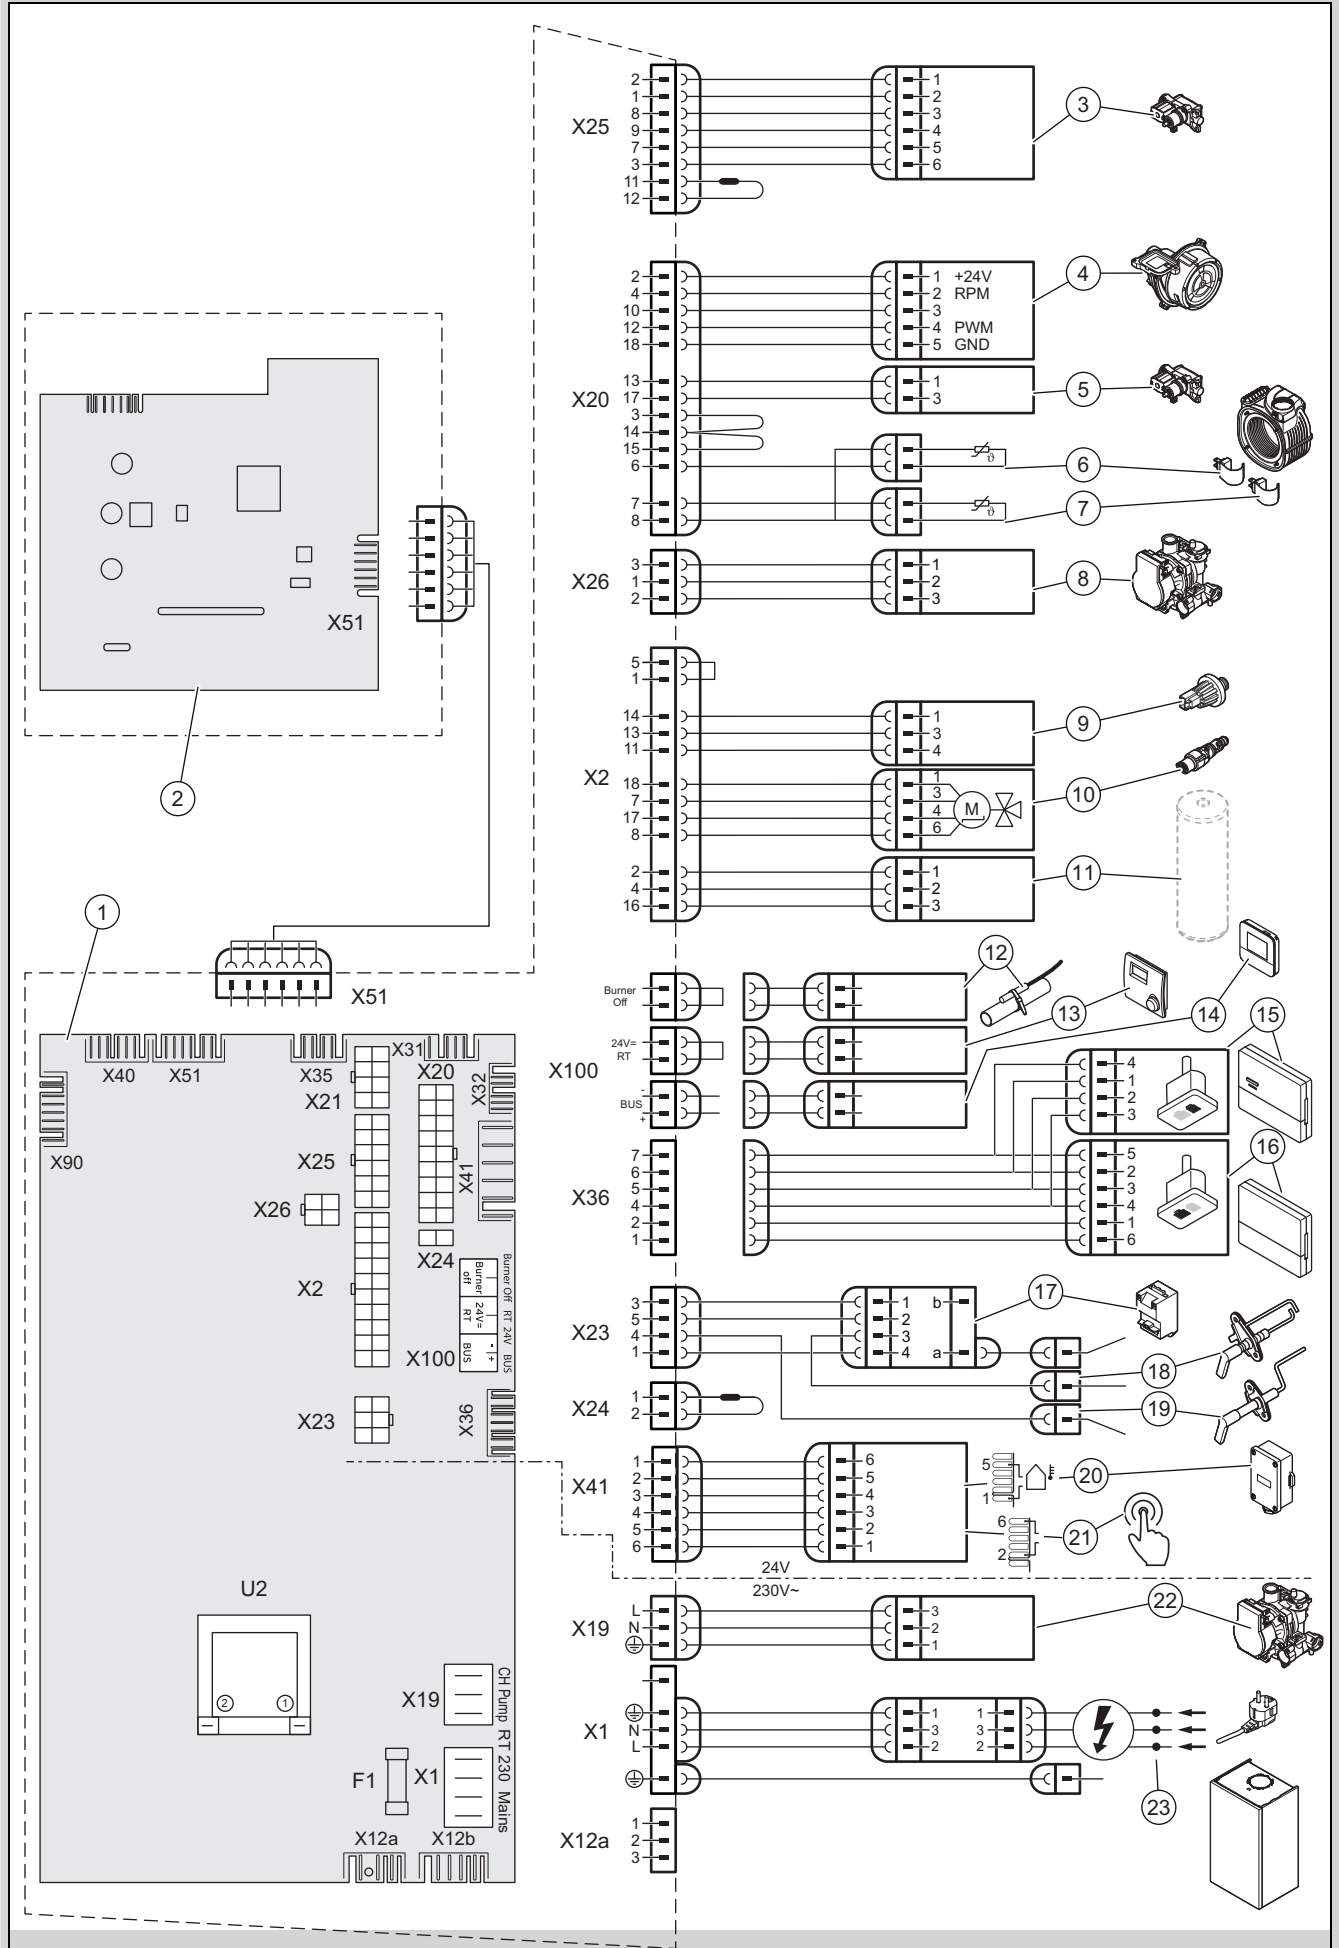 2 1
1 2
X25 8 3 3
9 4
7 5
3 6
11
12
2 1 +24V 4
4 2 RPM
10 3
12 4 PWM
18 5 GND
13 1
X20 17 3 5
3
14
15
6 ϑ 6
7
8 ϑ 7
3 1
X26 1 2 8
2 3
X51
5
1
14 1
13 3 9
11 4
X2 18 1
7 3 M 10
17 4
8 6
2 1
4 2 11
16 3
2
1
X51
Burner
Off 12
13
24V=
RT 14 15
X100
-
BUS
+
4
1
2
3
7 5 16
6 2
X36 5 3
4 4
2 1
1 6
X40 X51 X35 X31
X20
X21 X32
X90
X25 X41
X26
X24
X2
Burner off 24V= RT BUS - +
Burner Off RT 24V BUS
X100
X23 X36
3 1 b 17
X23 5 2
4 3
1 4 a
18
X24 1
2 19
1 6
2 5 5
X41 3 4 1 20
4 3
5 2 6
6 1 2 21
24V
230V~
U2
2 1
L 3 22
X19 N 2
1
X19 CH Pump RT 230 Mains
X1 1 1
N 3 3
L 2 2
23
F1 X1
X12a X12b
1
X12a 2
3